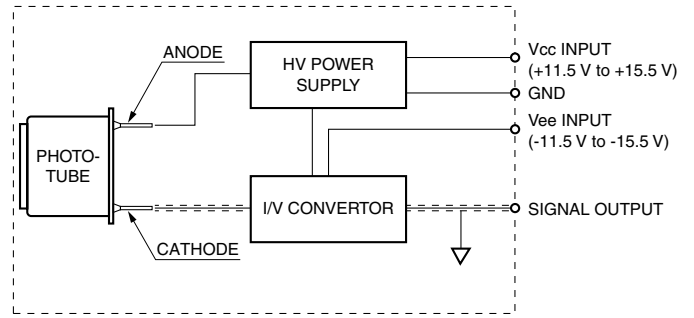 ANODE
HV POWER
SUPPLY
Vcc INPUT
(+11.5 V to +15.5 V)
GND
Vee INPUT
(-11.5 V to -15.5 V)
PHOTO-
TUBE
I/V CONVERTOR
SIGNAL OUTPUT
CATHODE